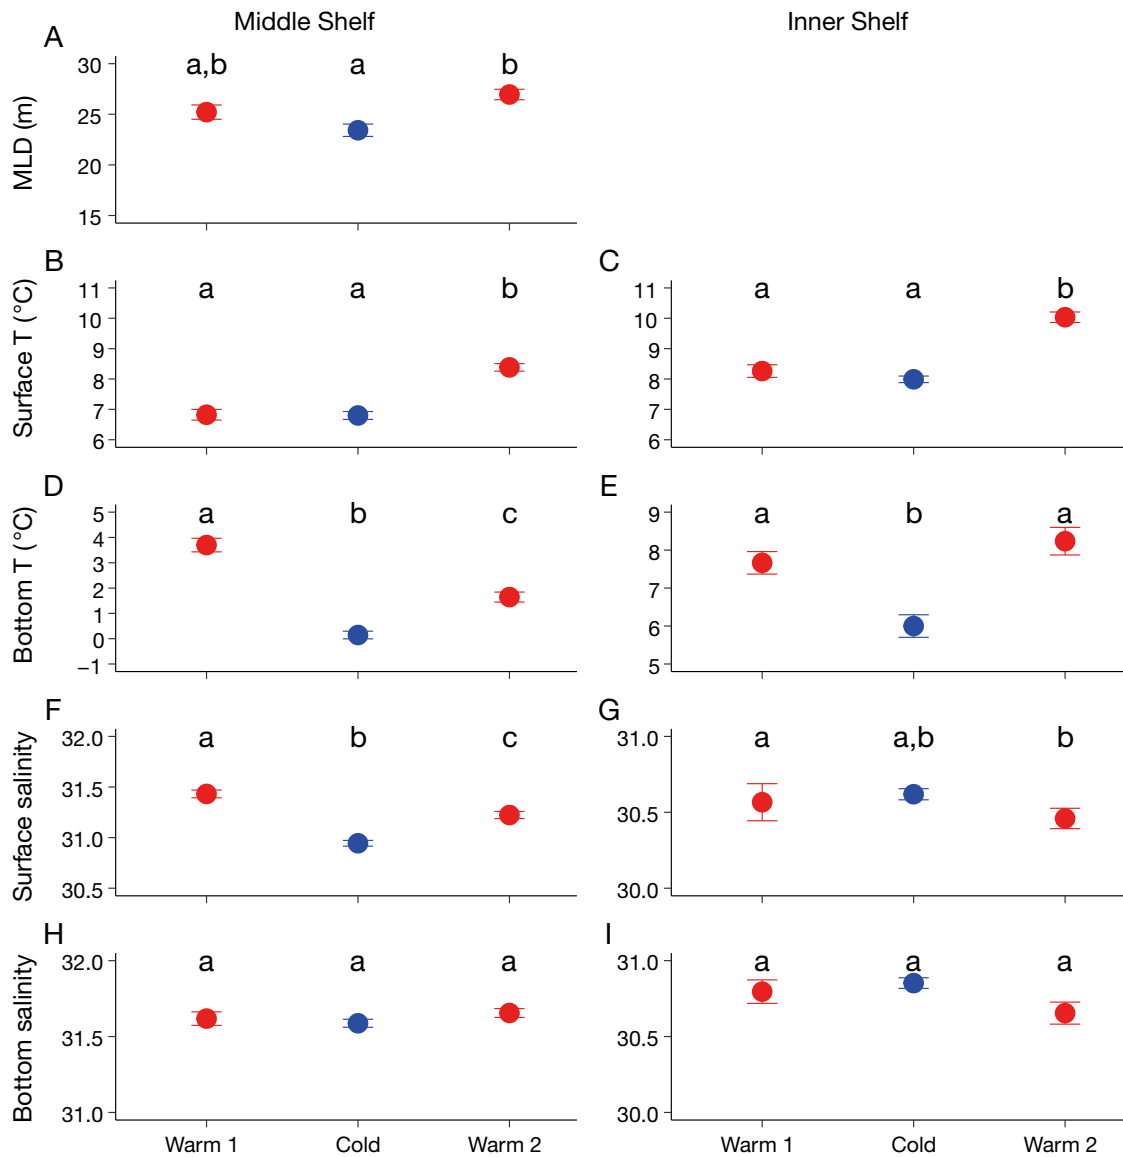 Middle Shelf
Inner Shelf
A
MLD (m)
30
25
20
15
a,b
a
b
B
Surface T (°C)
11
10
9
8
7
6
a
a
b
C
11
10
9
8
7
6
a
a
b
D
Bottom T (°C)
5
4
3
2
1
0
−1
a
b
c
E
9
8
7
6
5
a
b
a
F
Surface salinity
32.0
31.5
31.0
30.5
a
b
c
G
31.0
30.5
30.0
a
a,b
b
H
Bottom salinity
32.0
31.5
31.0
a
a
a
I
31.0
30.5
30.0
a
a
a
Warm 1
Cold
Warm 2
Warm 1
Cold
Warm 2